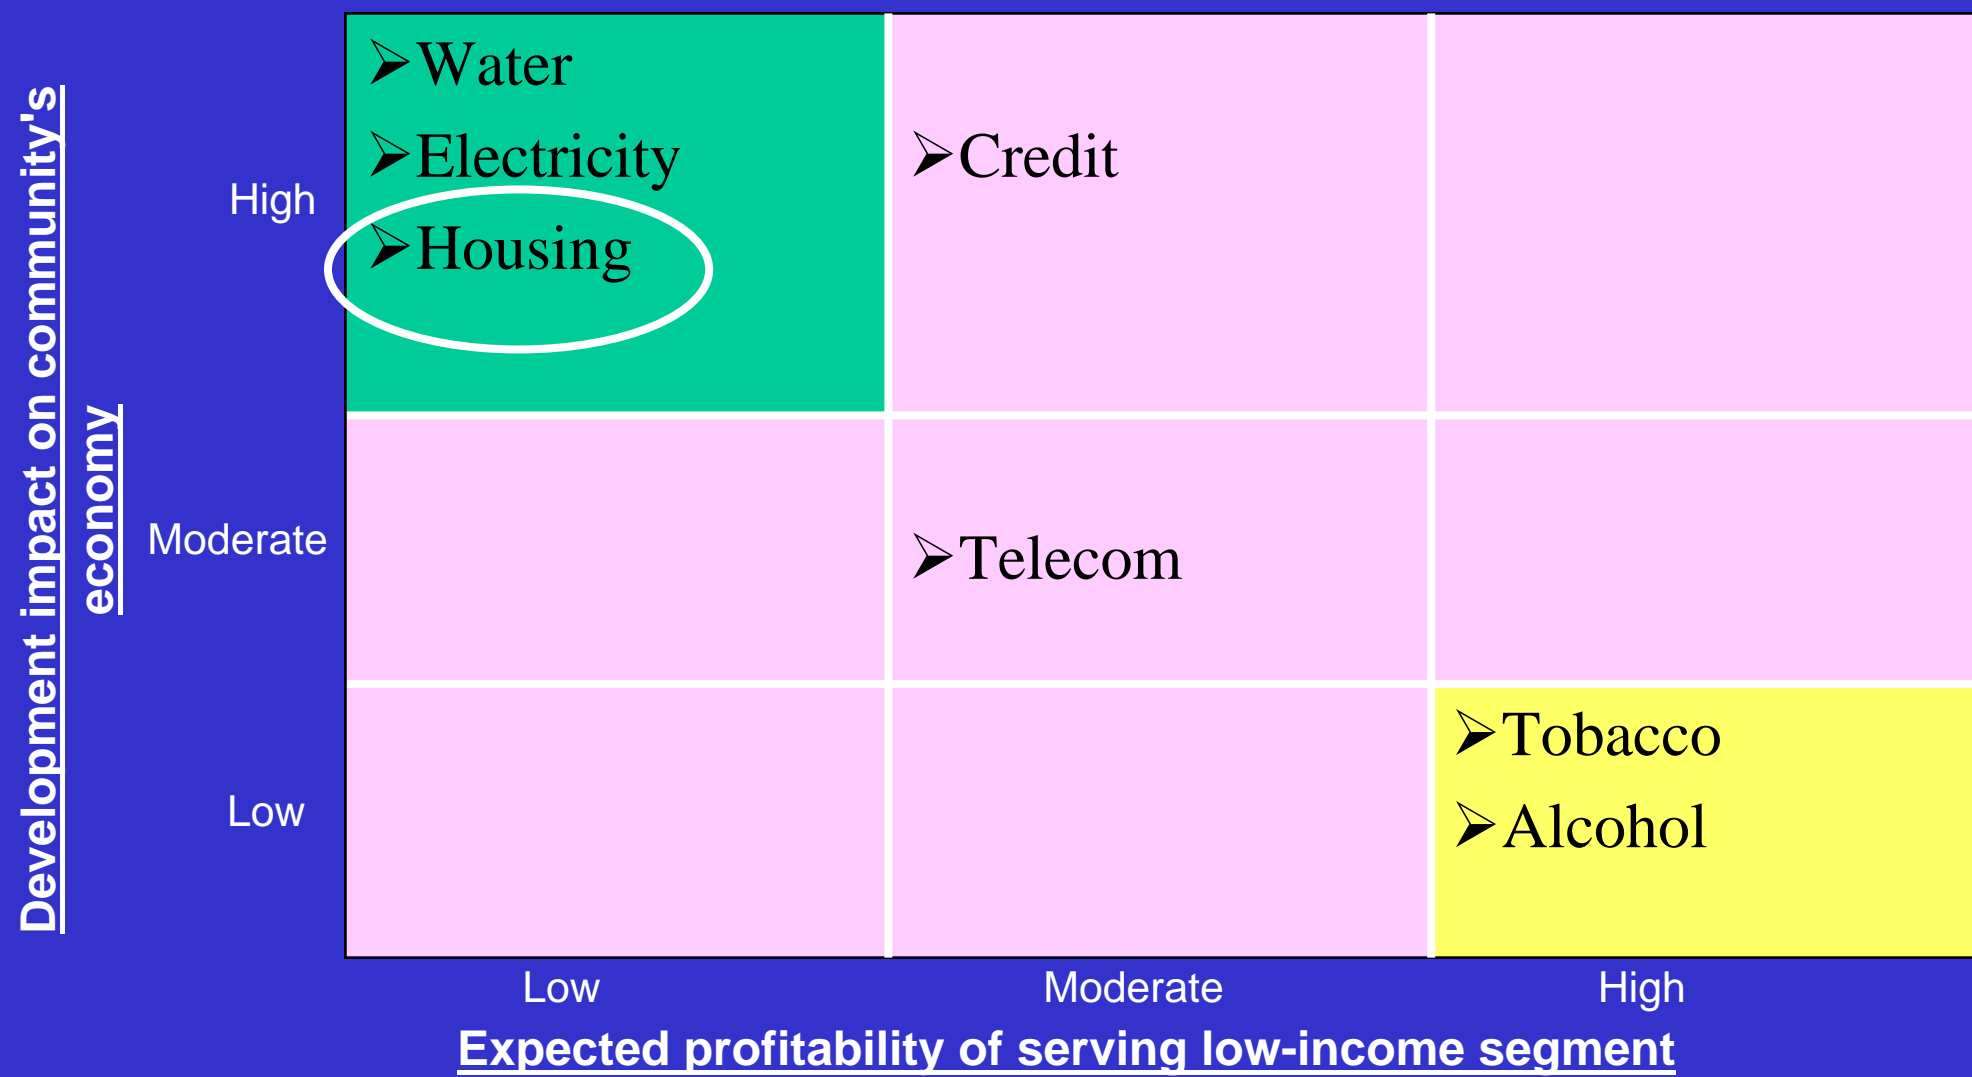 Development impact on community's
economy
High
➢Water
➢Electricity
➢Housing
➢Credit
Moderate
➢Telecom
Low
➢Tobacco
➢Alcohol
Low
Moderate
High
Expected profitability of serving low-income segment